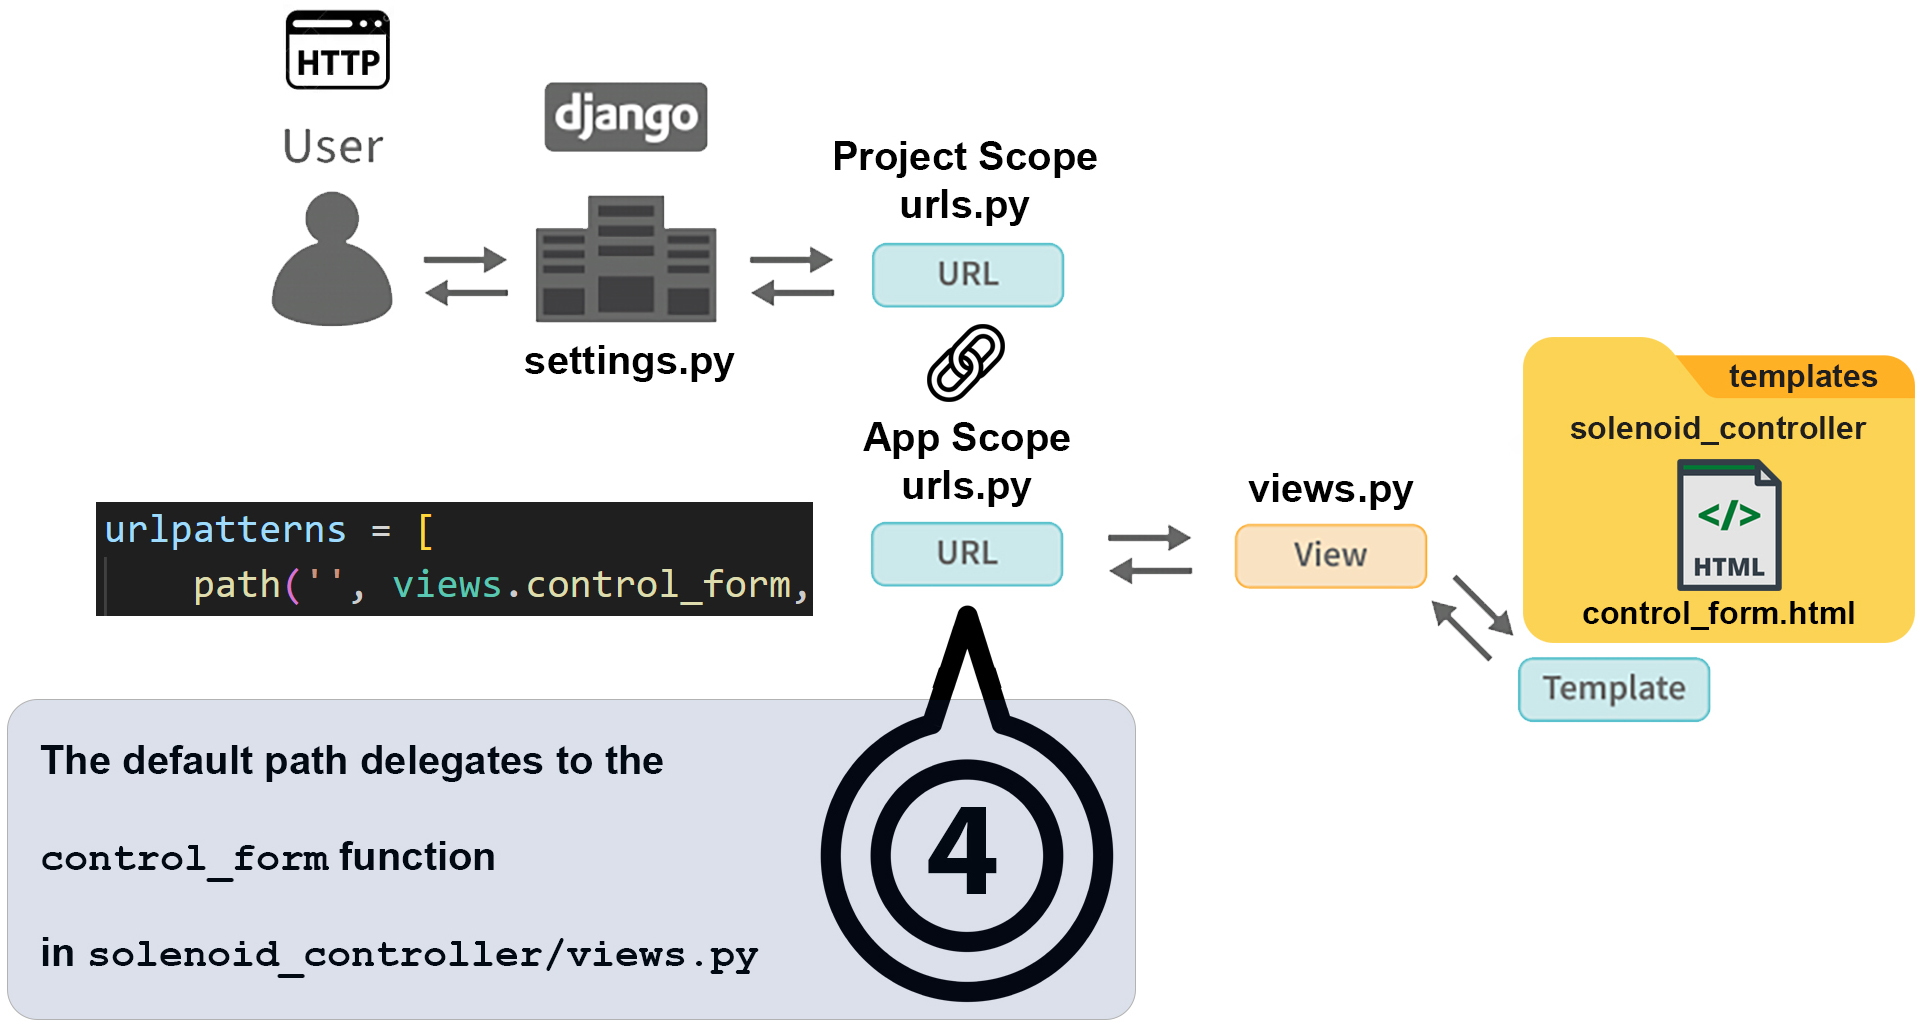 HTTP
User
django
settings.py
Project Scope
urls.py
URL
App Scope
urls.py
URL
urlpatterns = [
path('', views.control_form,
views.py
View
templates
solenoid_controller
</>
HTML
control_form.html
Template
The default path delegates to the
control_form function
in solenoid_controller/views.py
4